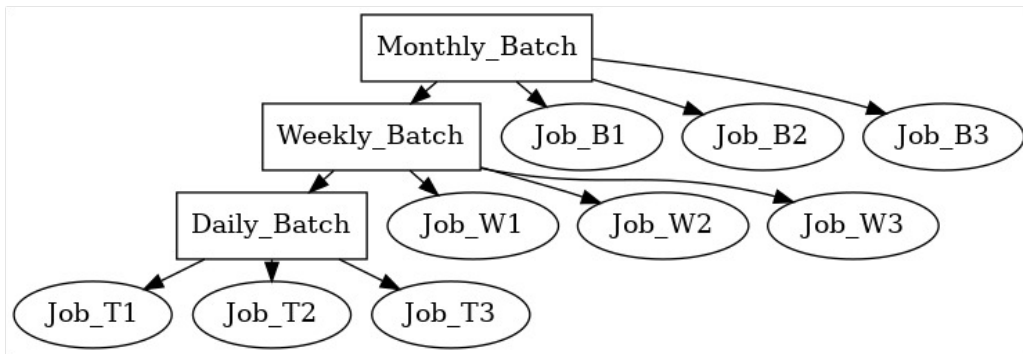 Monthly_Batch
Weekly_Batch
Job_B1
Job_B2
Job_B3
Daily_Batch
Job_W1
Job_W2
Job_W3
Job_T1
Job_T2
Job_T3